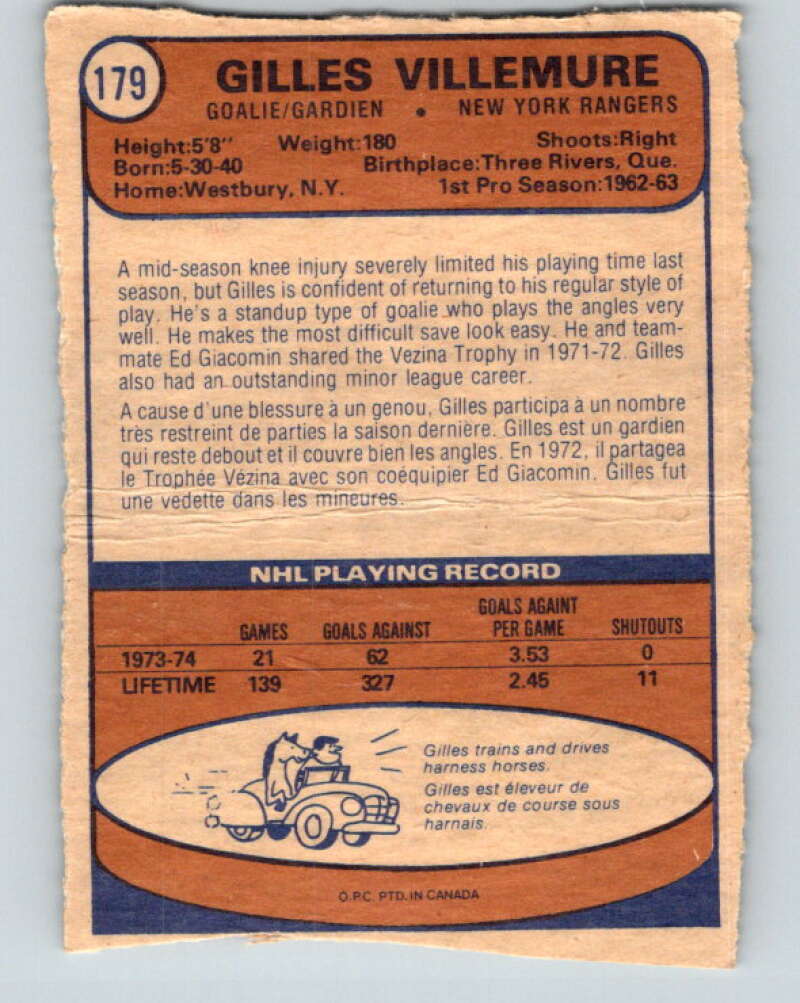 179
GILLES VILLEMURE
GOALIE/GARDIEN • NEW YORK RANGERS
Height:5'8" Weight:180 Shoots:Right
Born:5-30-40 Birthplace:Three Rivers, Que.
Home:Westbury, N.Y. 1st Pro Season:1962-63
A mid-season knee injury severely limited his playing time last
season, but Gilles is confident of returning to his regular style of
play. He's a standup type of goalie who plays the angles very
well. He makes the most difficult save look easy. He and team-
mate Ed Giacomin shared the Vezina Trophy in 1971-72. Gilles
also had an outstanding minor league career.
A cause d'une blessure à un genou, Gilles participa à un nombre
très restreint de parties la saison dernière. Gilles est un gardien
qui reste debout et il couvre bien les angles. En 1972, il partagea
le Trophée Vézina avec son coéquipier Ed Giacomin. Gilles fut
une vedette dans les mineures.
NHL PLAYING RECORD
GAMES GOALS AGAINST GOALS AGAINT PER GAME SHUTOUTS
1973-74 21 62 3.53 0
LIFETIME 139 327 2.45 11
Gilles trains and drives
harness horses.
Gilles est éleveur de
chevaux de course sous
harnais.
O.P.C. PTD. IN CANADA